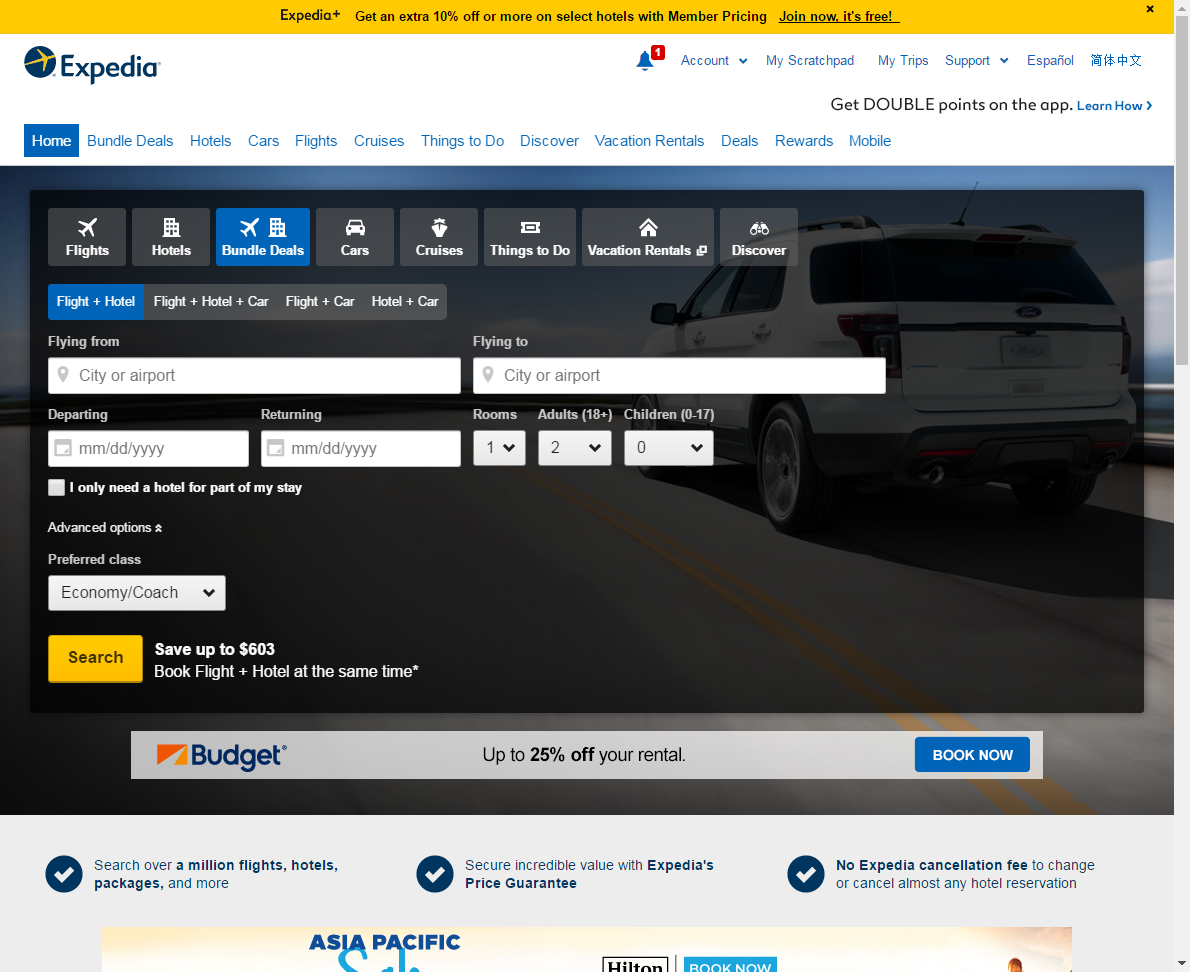 Expedia+ Get an extra 10% off or more on select hotels with Member Pricing Join now, it's free!
Expedia
1
Account My Scratchpad My Trips Support Español 简体中文
Get DOUBLE points on the app. Learn How
Home Bundle Deals Hotels Cars Flights Cruises Things to Do Discover Vacation Rentals Deals Rewards Mobile
Flights Hotels Bundle Deals Cars Cruises Things to Do Vacation Rentals Discover
Flight + Hotel Flight + Hotel + Car Flight + Car Hotel + Car
Flying from Flying to
City or airport City or airport
Departing Returning Rooms Adults (18+) Children (0-17)
mm/dd/yyyy mm/dd/yyyy 1 2 0
I only need a hotel for part of my stay
Advanced options
Preferred class
Economy/Coach
Search
Save up to $603
Book Flight + Hotel at the same time*
Budget Up to 25% off your rental. BOOK NOW
Search over a million flights, hotels,
packages, and more
Secure incredible value with Expedia's
Price Guarantee
No Expedia cancellation fee to change
or cancel almost any hotel reservation
ASIA PACIFIC
Hilton BOOK NOW